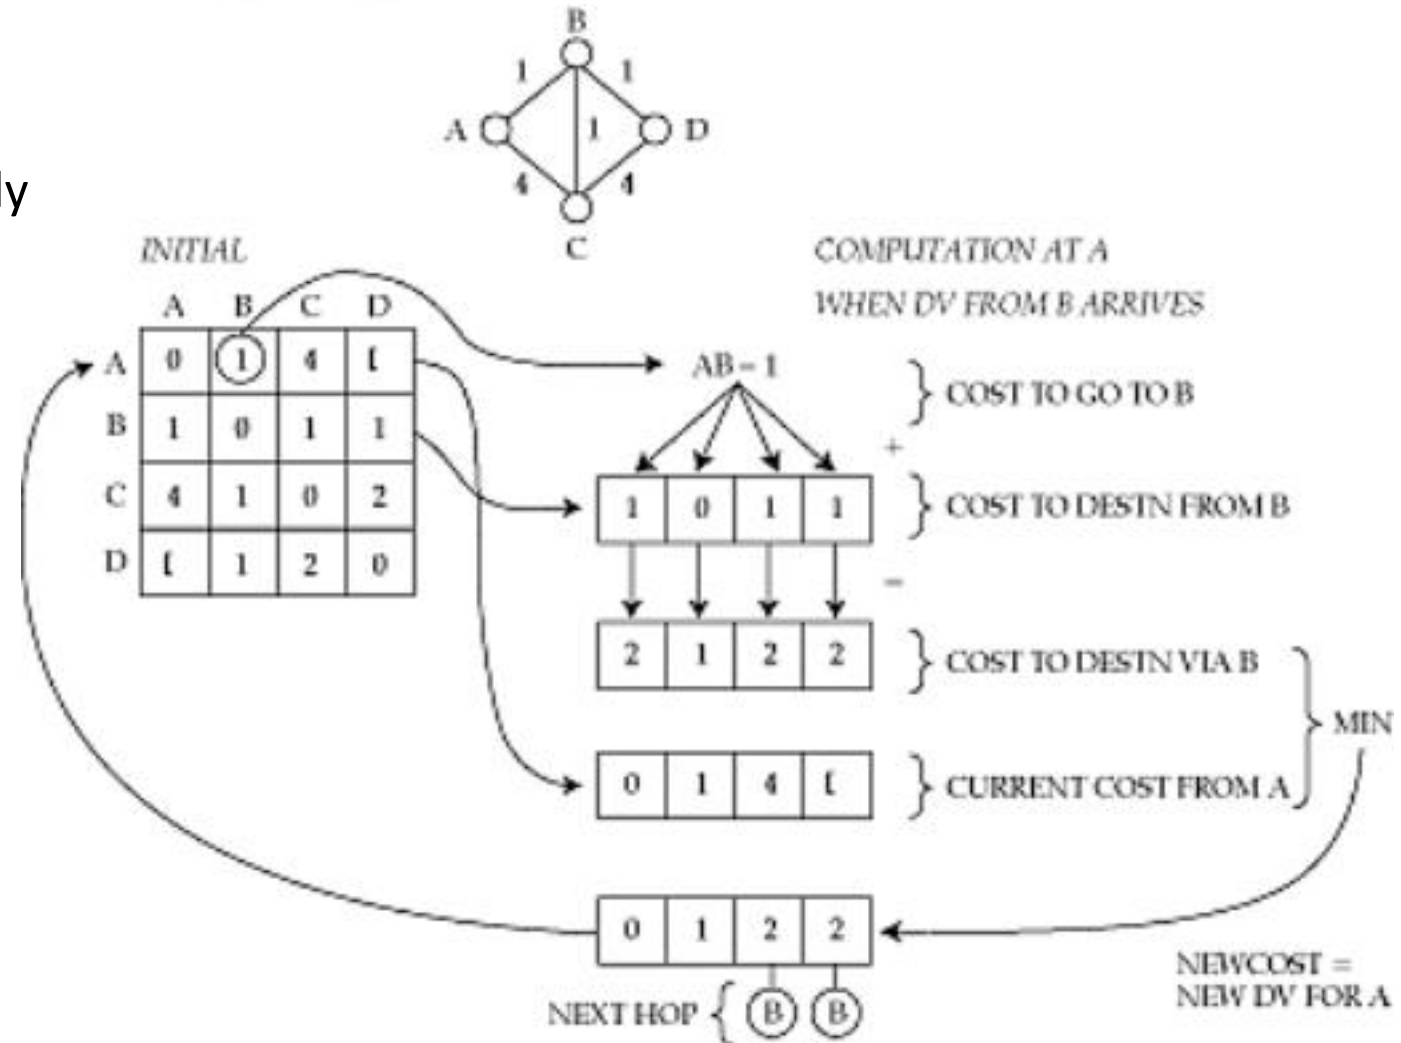 B
1 1
A 1 D
4 4
C
ly
INITIAL
COMPUTATION AT A
WHEN DV FROM B ARRIVES
A B C D
A 0 1 4 [
B 1 0 1 1
C 4 1 0 2
D [ 1 2 0
AB = 1
COST TO GO TO B
+
1 0 1 1
COST TO DESTN FROM B
=
2 1 2 2
COST TO DESTN VIA B
MIN
0 1 4 [
CURRENT COST FROM A
0 1 2 2
NEXT HOP { B B
NEWCOST =
NEW DV FOR A